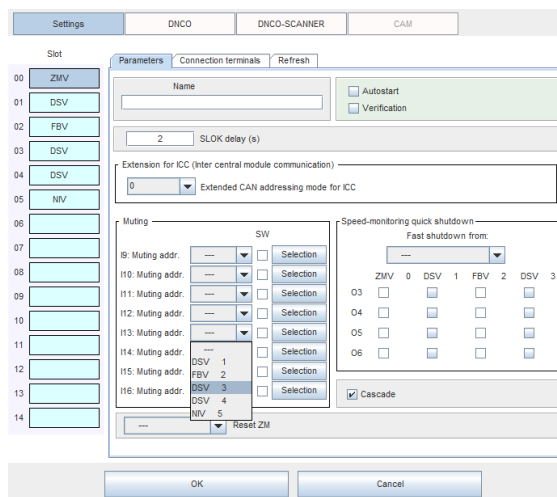 Settings DNCO DNCO-SCANNER CAM
Slot
00 ZMV
01 DSV
02 FBV
03 DSV
04 DSV
05 NIV
06
07
08
09
10
11
12
13
14
Parameters Connection terminals Refresh
Name
Autostart
Verification
2 SLOK delay (s)
Extension for ICC (Inter central module communication)
0 Extended CAN addressing mode for ICC
Muting
SW
I9: Muting addr. --- Selection
I10: Muting addr. --- Selection
I11: Muting addr. --- Selection
I12: Muting addr. --- Selection
I13: Muting addr. --- Selection
I14: Muting addr. Selection
I15: Muting addr. Selection
I16: Muting addr. Selection
---
DSV 1
FBV 2
DSV 3
DSV 4
NIV 5
Speed-monitoring quick shutdown
Fast shutdown from:
---
ZMV 0 DSV 1 FBV 2 DSV 3
O3
O4
O5
O6
Cascade
--- Reset ZM
OK Cancel